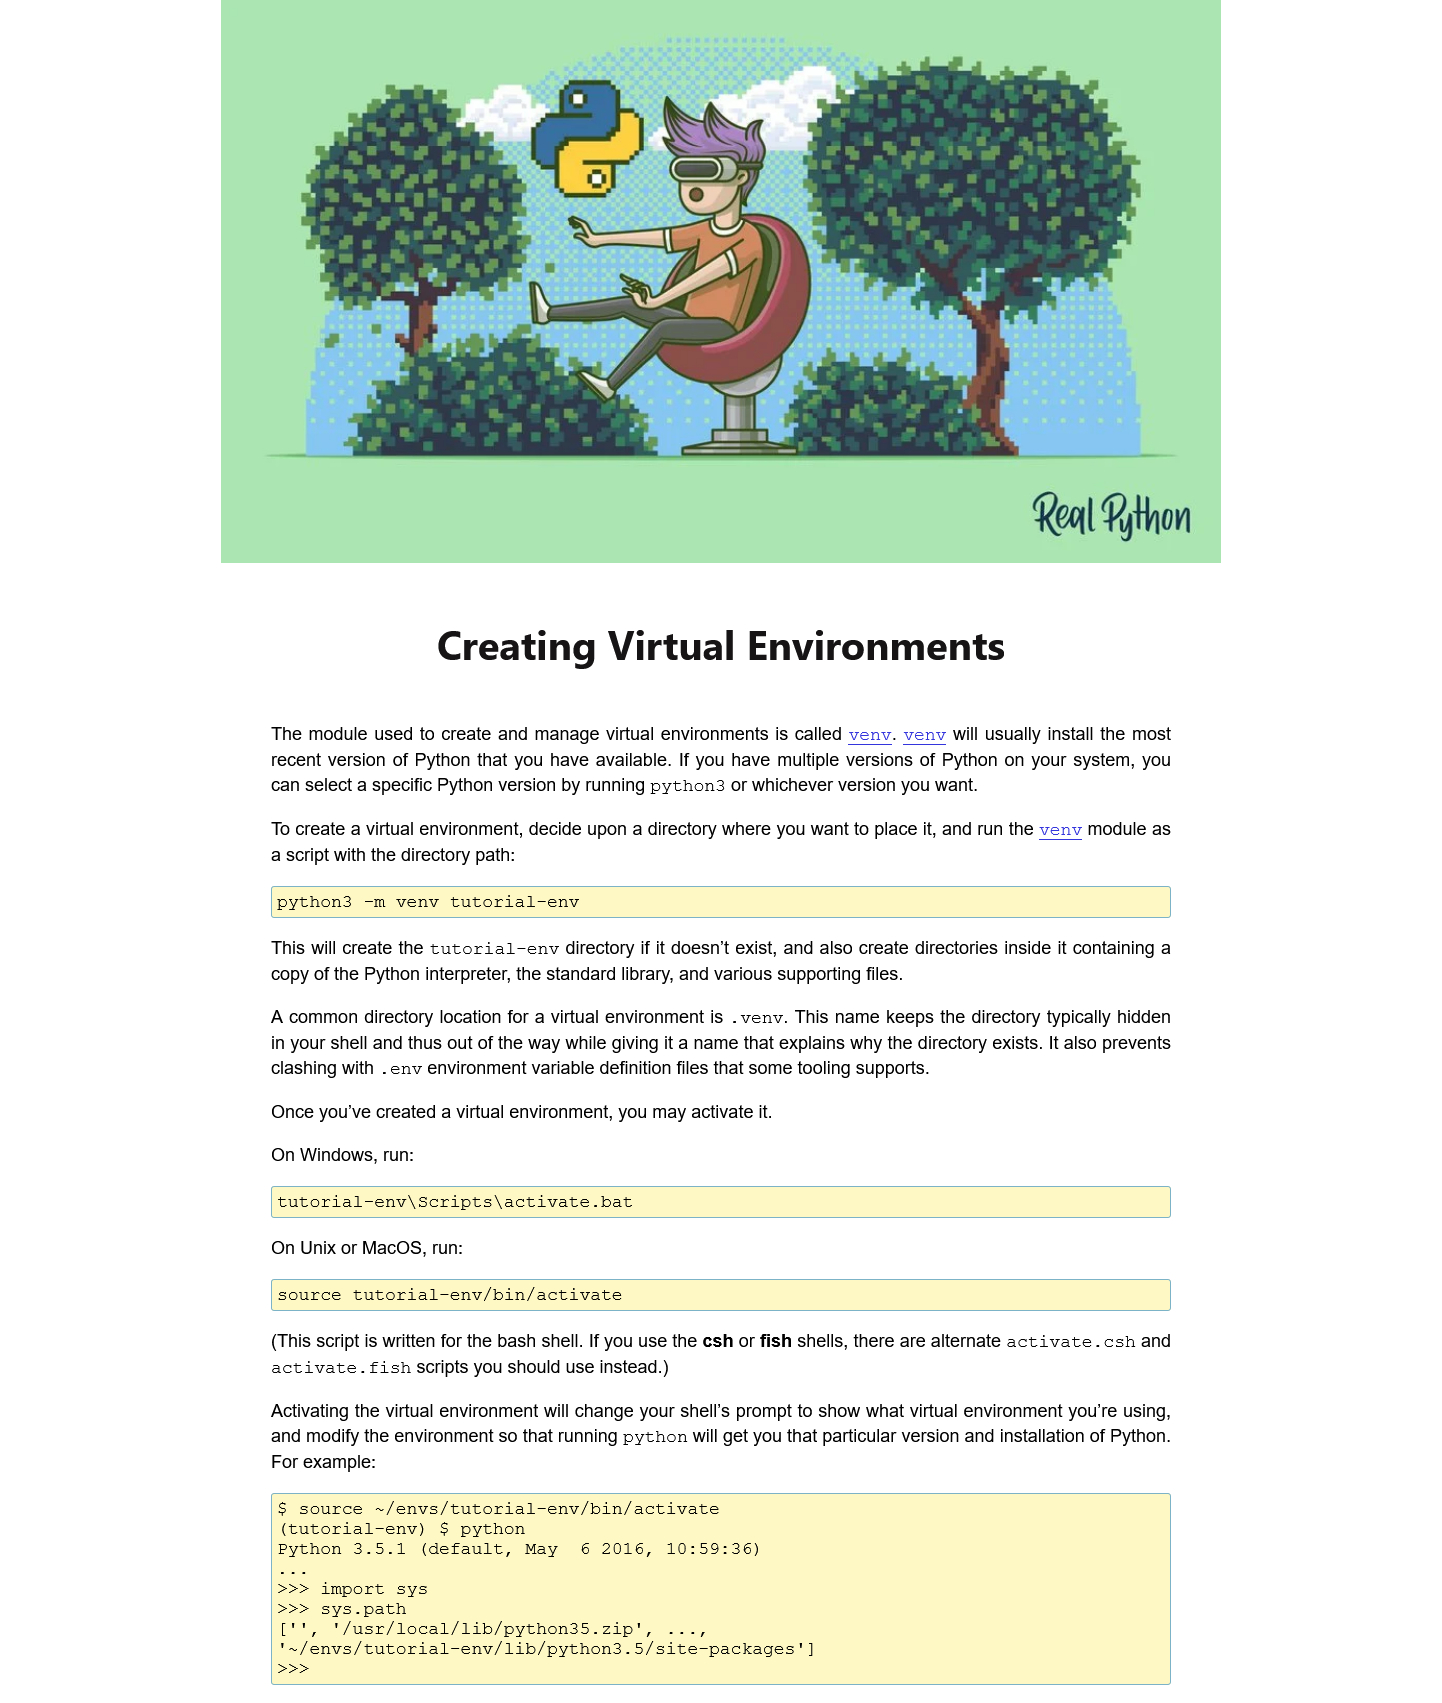 Real Python
Creating Virtual Environments
The module used to create and manage virtual environments is called venv. venv will usually install the most
recent version of Python that you have available. If you have multiple versions of Python on your system, you
can select a specific Python version by running python3 or whichever version you want.
To create a virtual environment, decide upon a directory where you want to place it, and run the venv module as
a script with the directory path:
python3 -m venv tutorial-env
This will create the tutorial-env directory if it doesn’t exist, and also create directories inside it containing a
copy of the Python interpreter, the standard library, and various supporting files.
A common directory location for a virtual environment is .venv. This name keeps the directory typically hidden
in your shell and thus out of the way while giving it a name that explains why the directory exists. It also prevents
clashing with .env environment variable definition files that some tooling supports.
Once you’ve created a virtual environment, you may activate it.
On Windows, run:
tutorial-env\Scripts\activate.bat
On Unix or MacOS, run:
source tutorial-env/bin/activate
(This script is written for the bash shell. If you use the csh or fish shells, there are alternate activate.csh and
activate.fish scripts you should use instead.)
Activating the virtual environment will change your shell’s prompt to show what virtual environment you’re using,
and modify the environment so that running python will get you that particular version and installation of Python.
For example:
$ source ~/envs/tutorial-env/bin/activate
(tutorial-env) $ python
Python 3.5.1 (default, May  6 2016, 10:59:36)
...
>>> import sys
>>> sys.path
['', '/usr/local/lib/python35.zip', ...,
'~/envs/tutorial-env/lib/python3.5/site-packages']
>>>